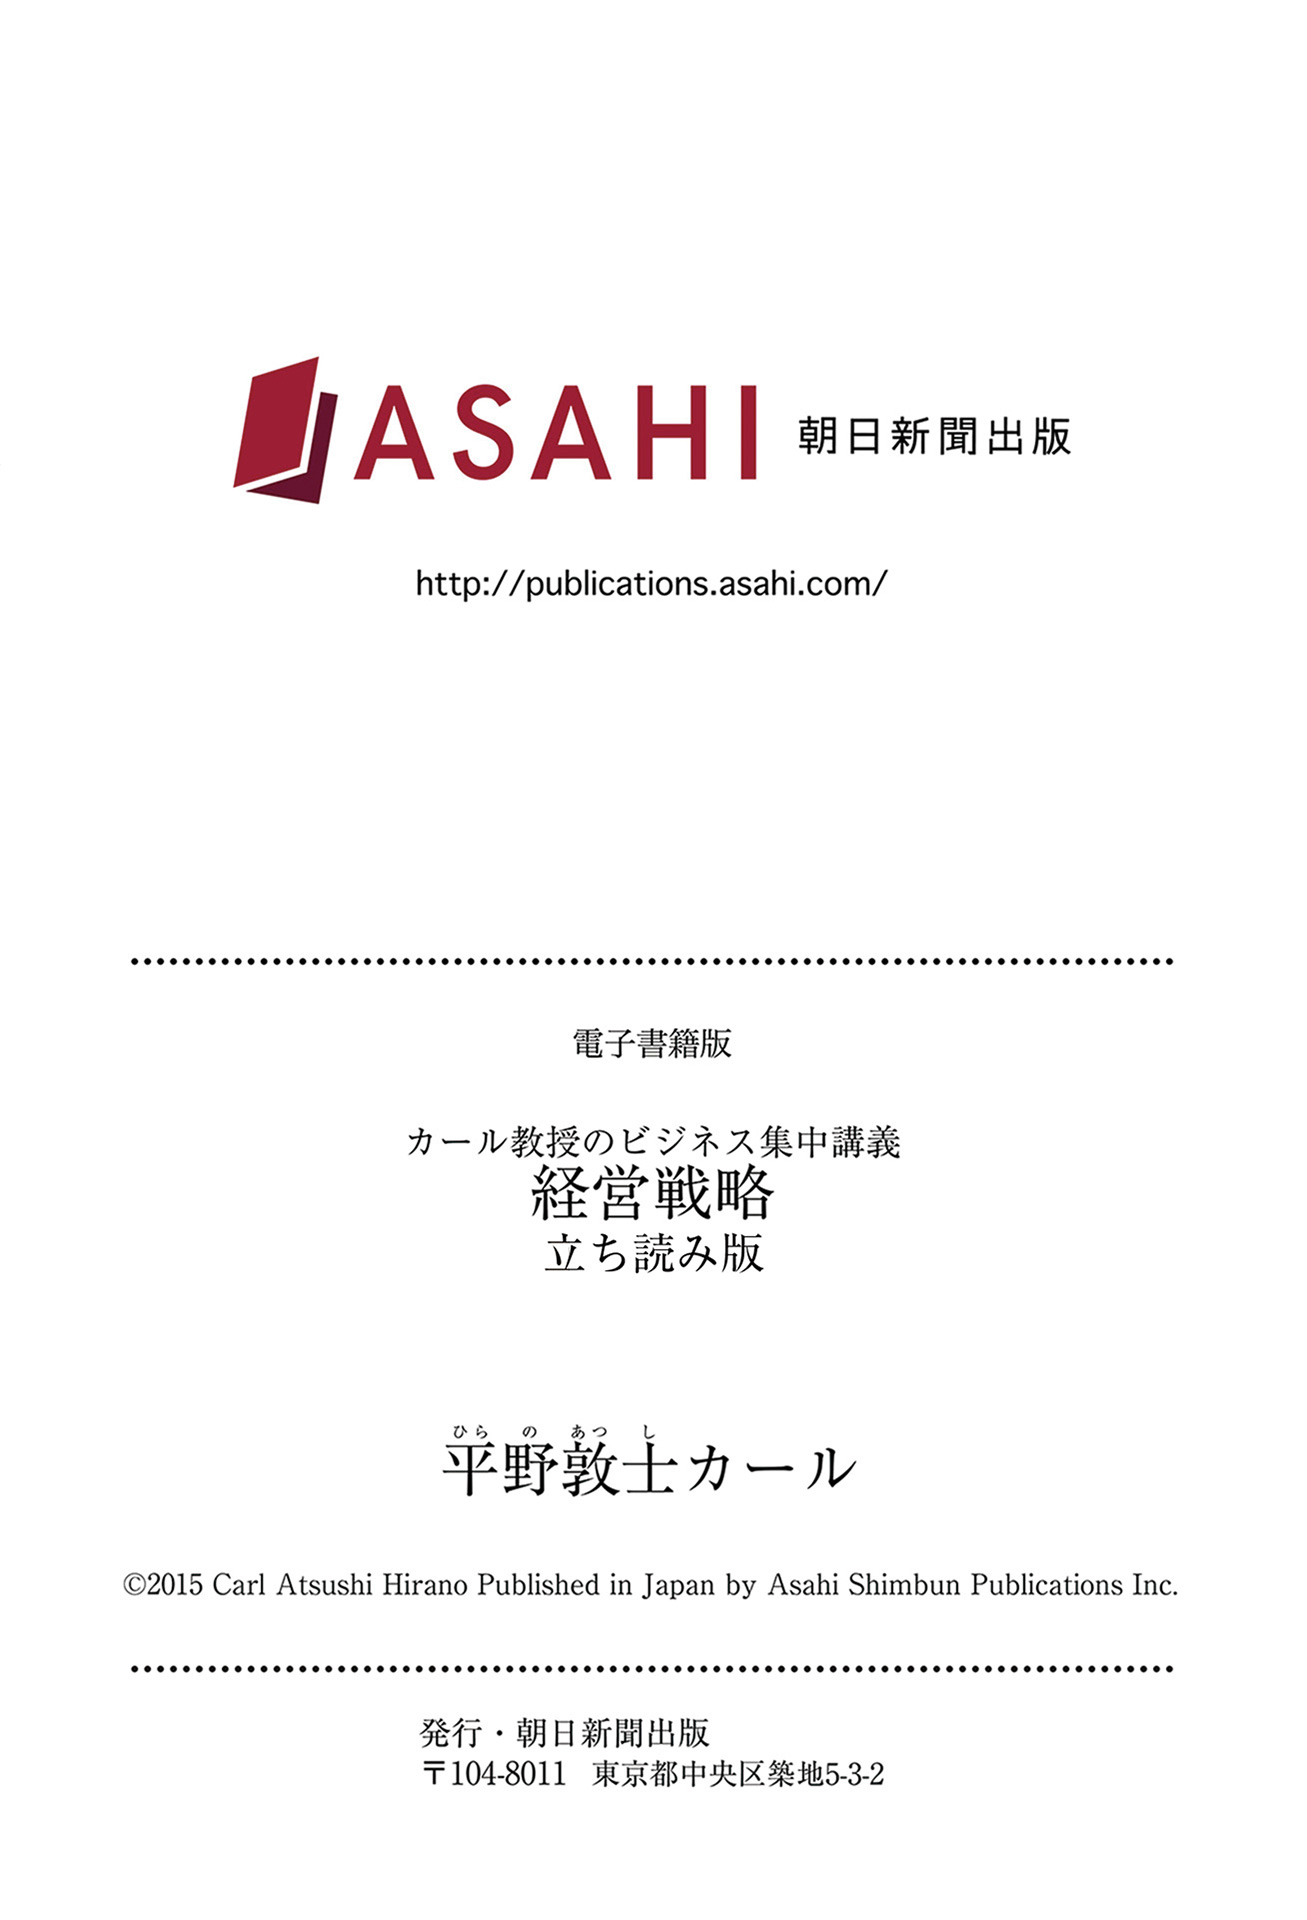 ASAHI 朝日新聞出版
http://publications.asahi.com/
電子書籍版
カール教授のビジネス集中講義
経営戦略
立ち読み版
ひらのあつし
平野敦士カール
©2015 Carl Atsushi Hirano Published in Japan by Asahi Shimbun Publications Inc.
発行・朝日新聞出版
〒104-8011 東京都中央区築地5-3-2